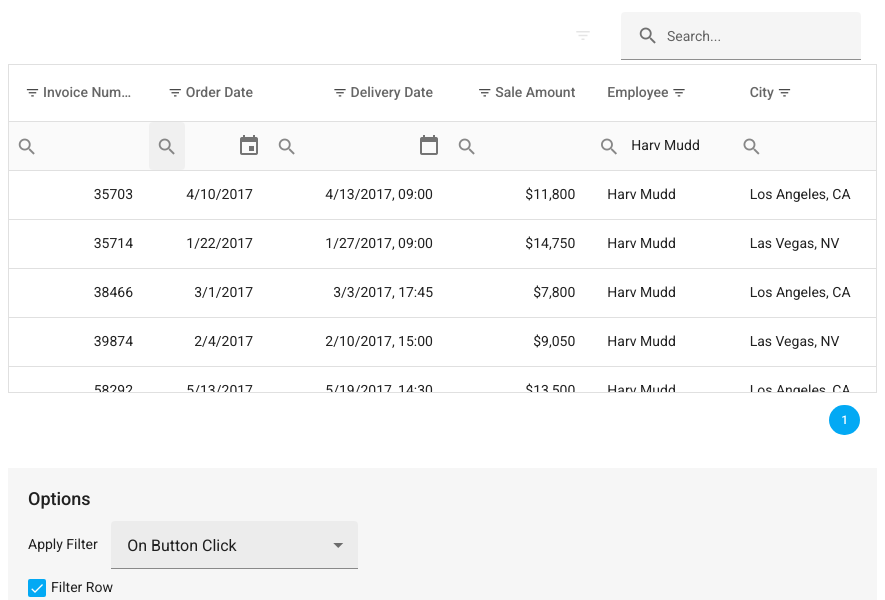 Search...
Invoice Num... Order Date Delivery Date Sale Amount Employee City
Harv Mudd
35703 4/10/2017 4/13/2017, 09:00 $11,800 Harv Mudd Los Angeles, CA
35714 1/22/2017 1/27/2017, 09:00 $14,750 Harv Mudd Las Vegas, NV
38466 3/1/2017 3/3/2017, 17:45 $7,800 Harv Mudd Los Angeles, CA
39874 2/4/2017 2/10/2017, 15:00 $9,050 Harv Mudd Las Vegas, NV
58292 5/13/2017 5/19/2017, 14:30 $13,500 Harv Mudd Los Angeles, CA
1
Options
Apply Filter On Button Click
Filter Row